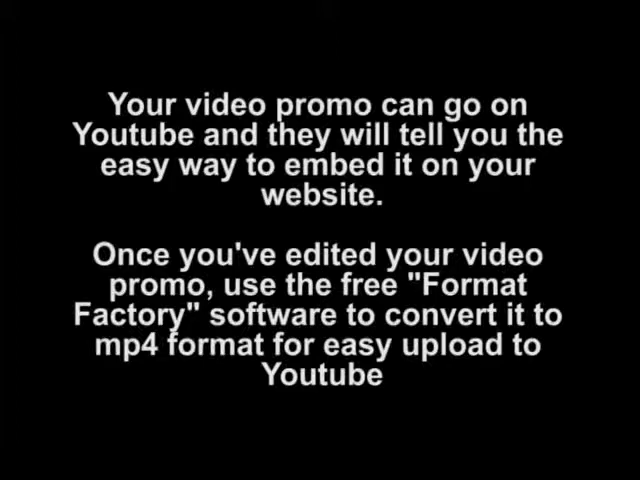 Your video promo can go on
Youtube and they will tell you the
easy way to embed it on your
website.
Once you've edited your video
promo, use the free "Format
Factory" software to convert it to
mp4 format for easy upload to
Youtube